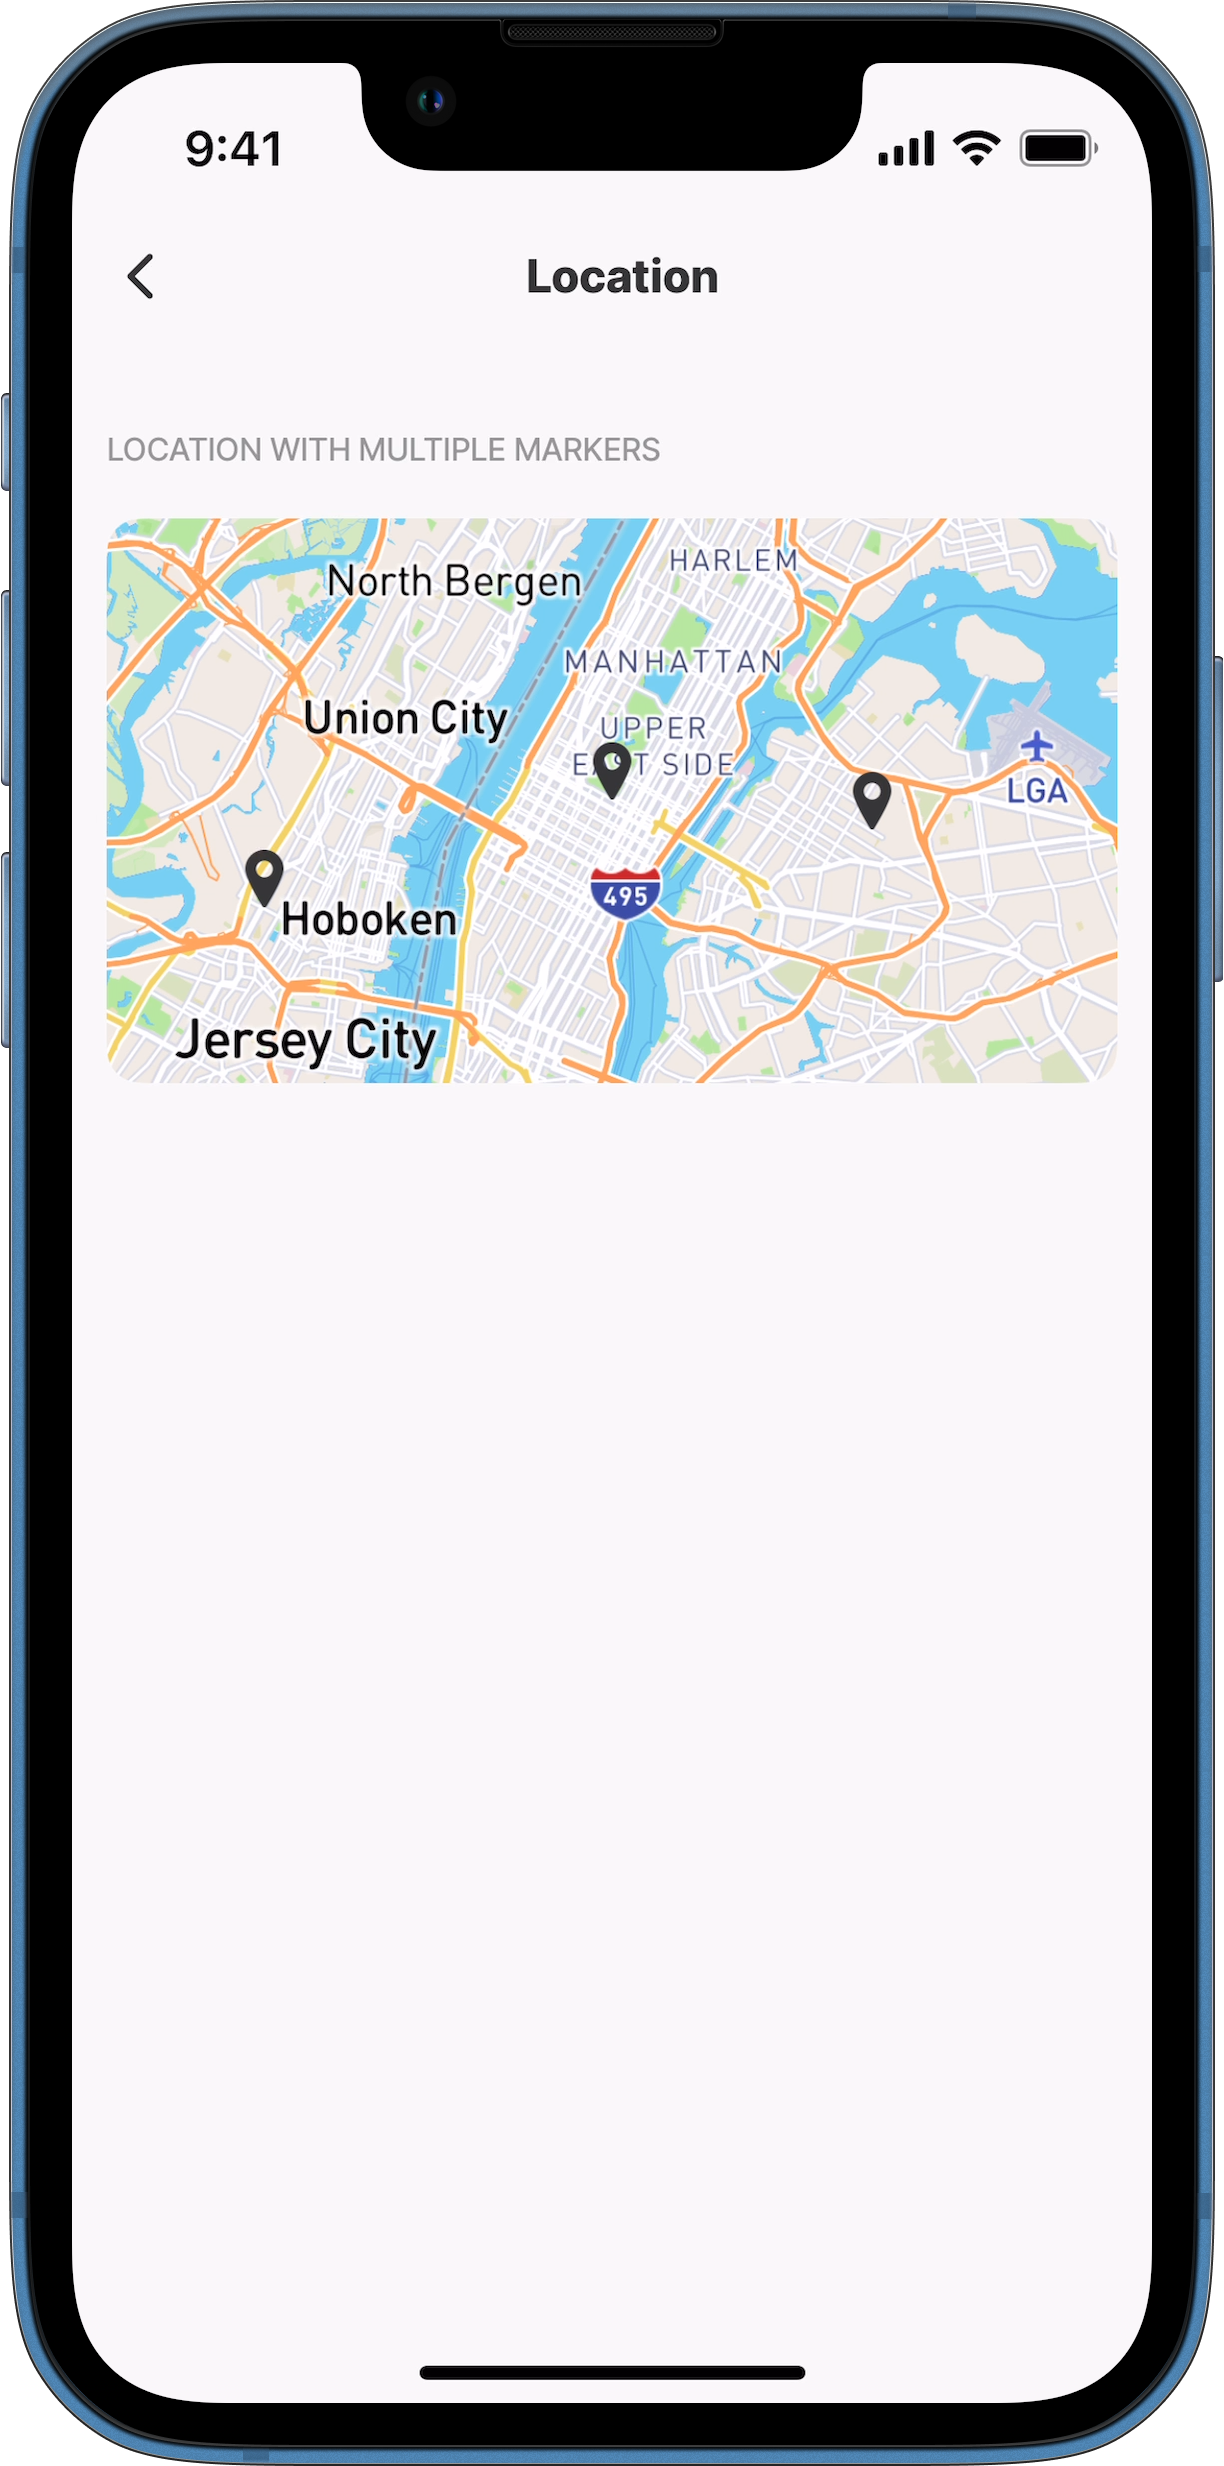 9:41
Location
LOCATION WITH MULTIPLE MARKERS
HARLEM
North Bergen
MANHATTAN
Union City
UPPER
SIDE
LGA
495
Hoboken
Jersey City